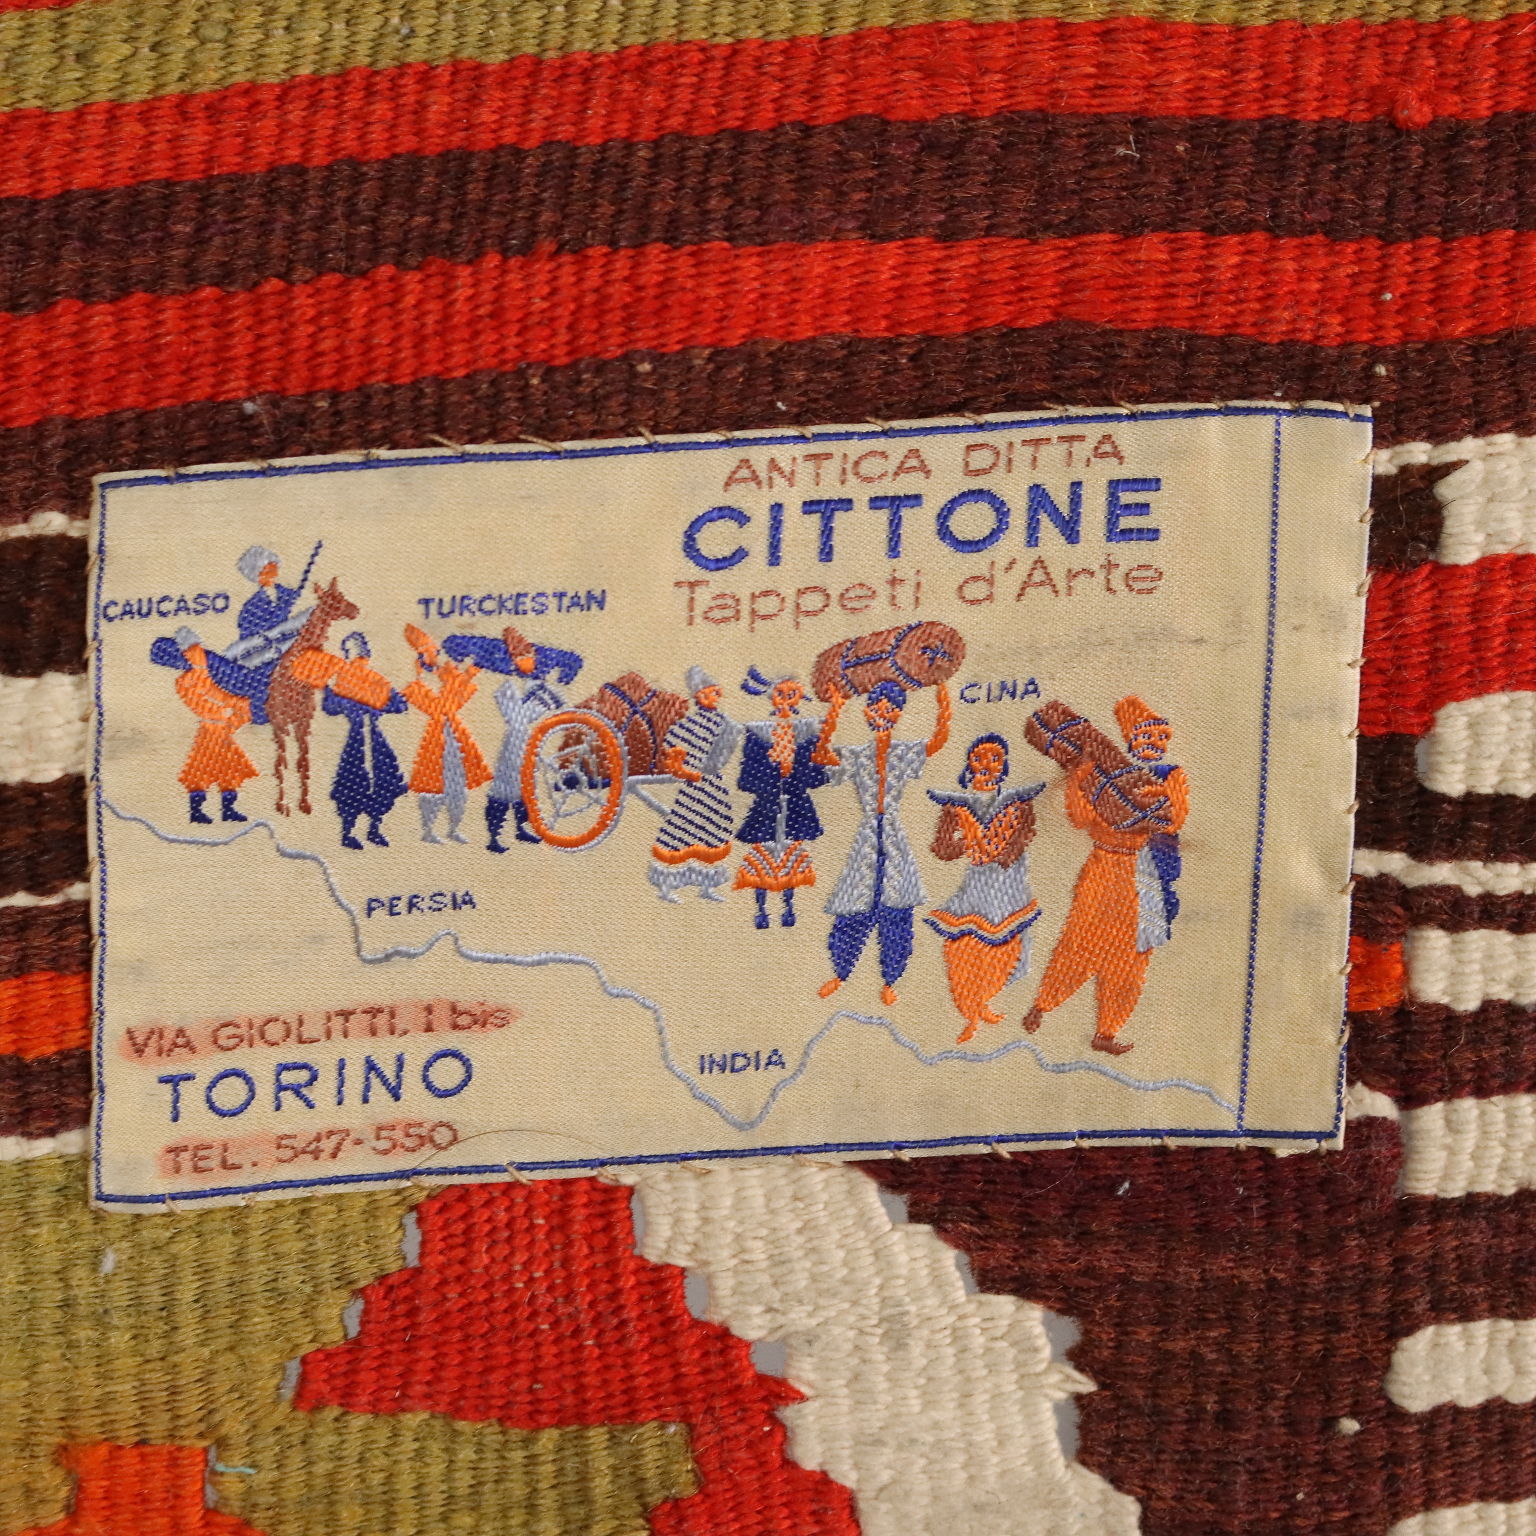 ANTICA DITTA
CITTONE
Tappeti d'Arte
CAUCASO
TURCKESTAN
CINA
PERSIA
INDIA
VIA GIOLITTI, 1 bis
TORINO
TEL. 547-550